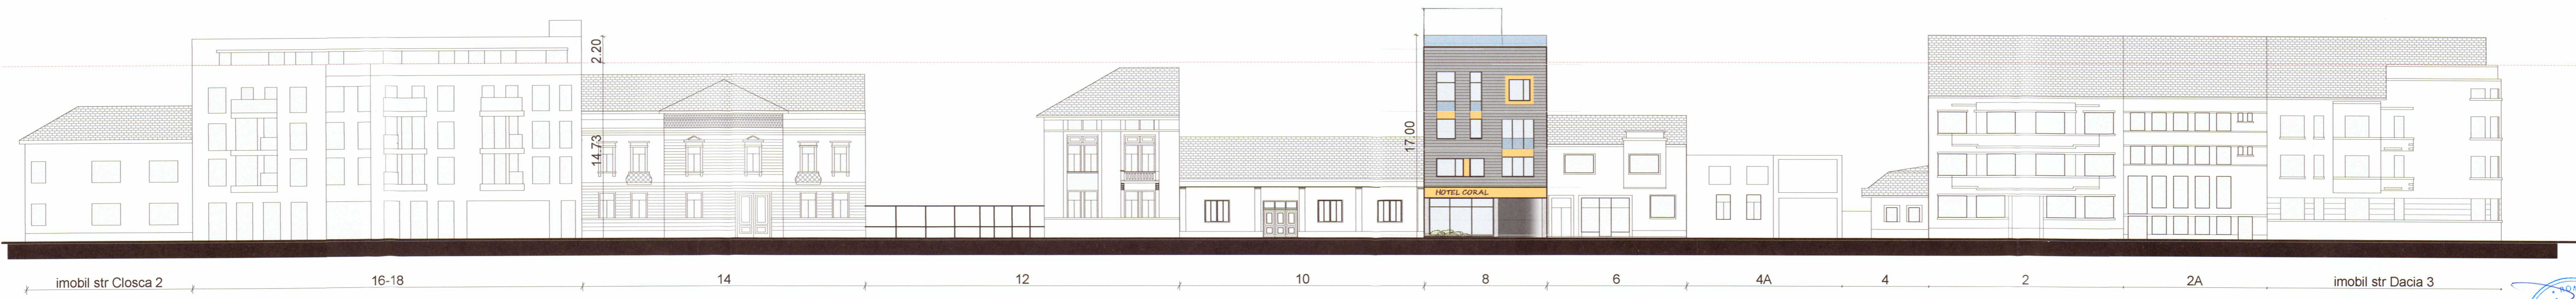 2.20
14.73
17.00
HOTEL CORAL
imobil str Closca 2
16-18
14
12
10
8
6
4A
4
2
2A
imobil str Dacia 3